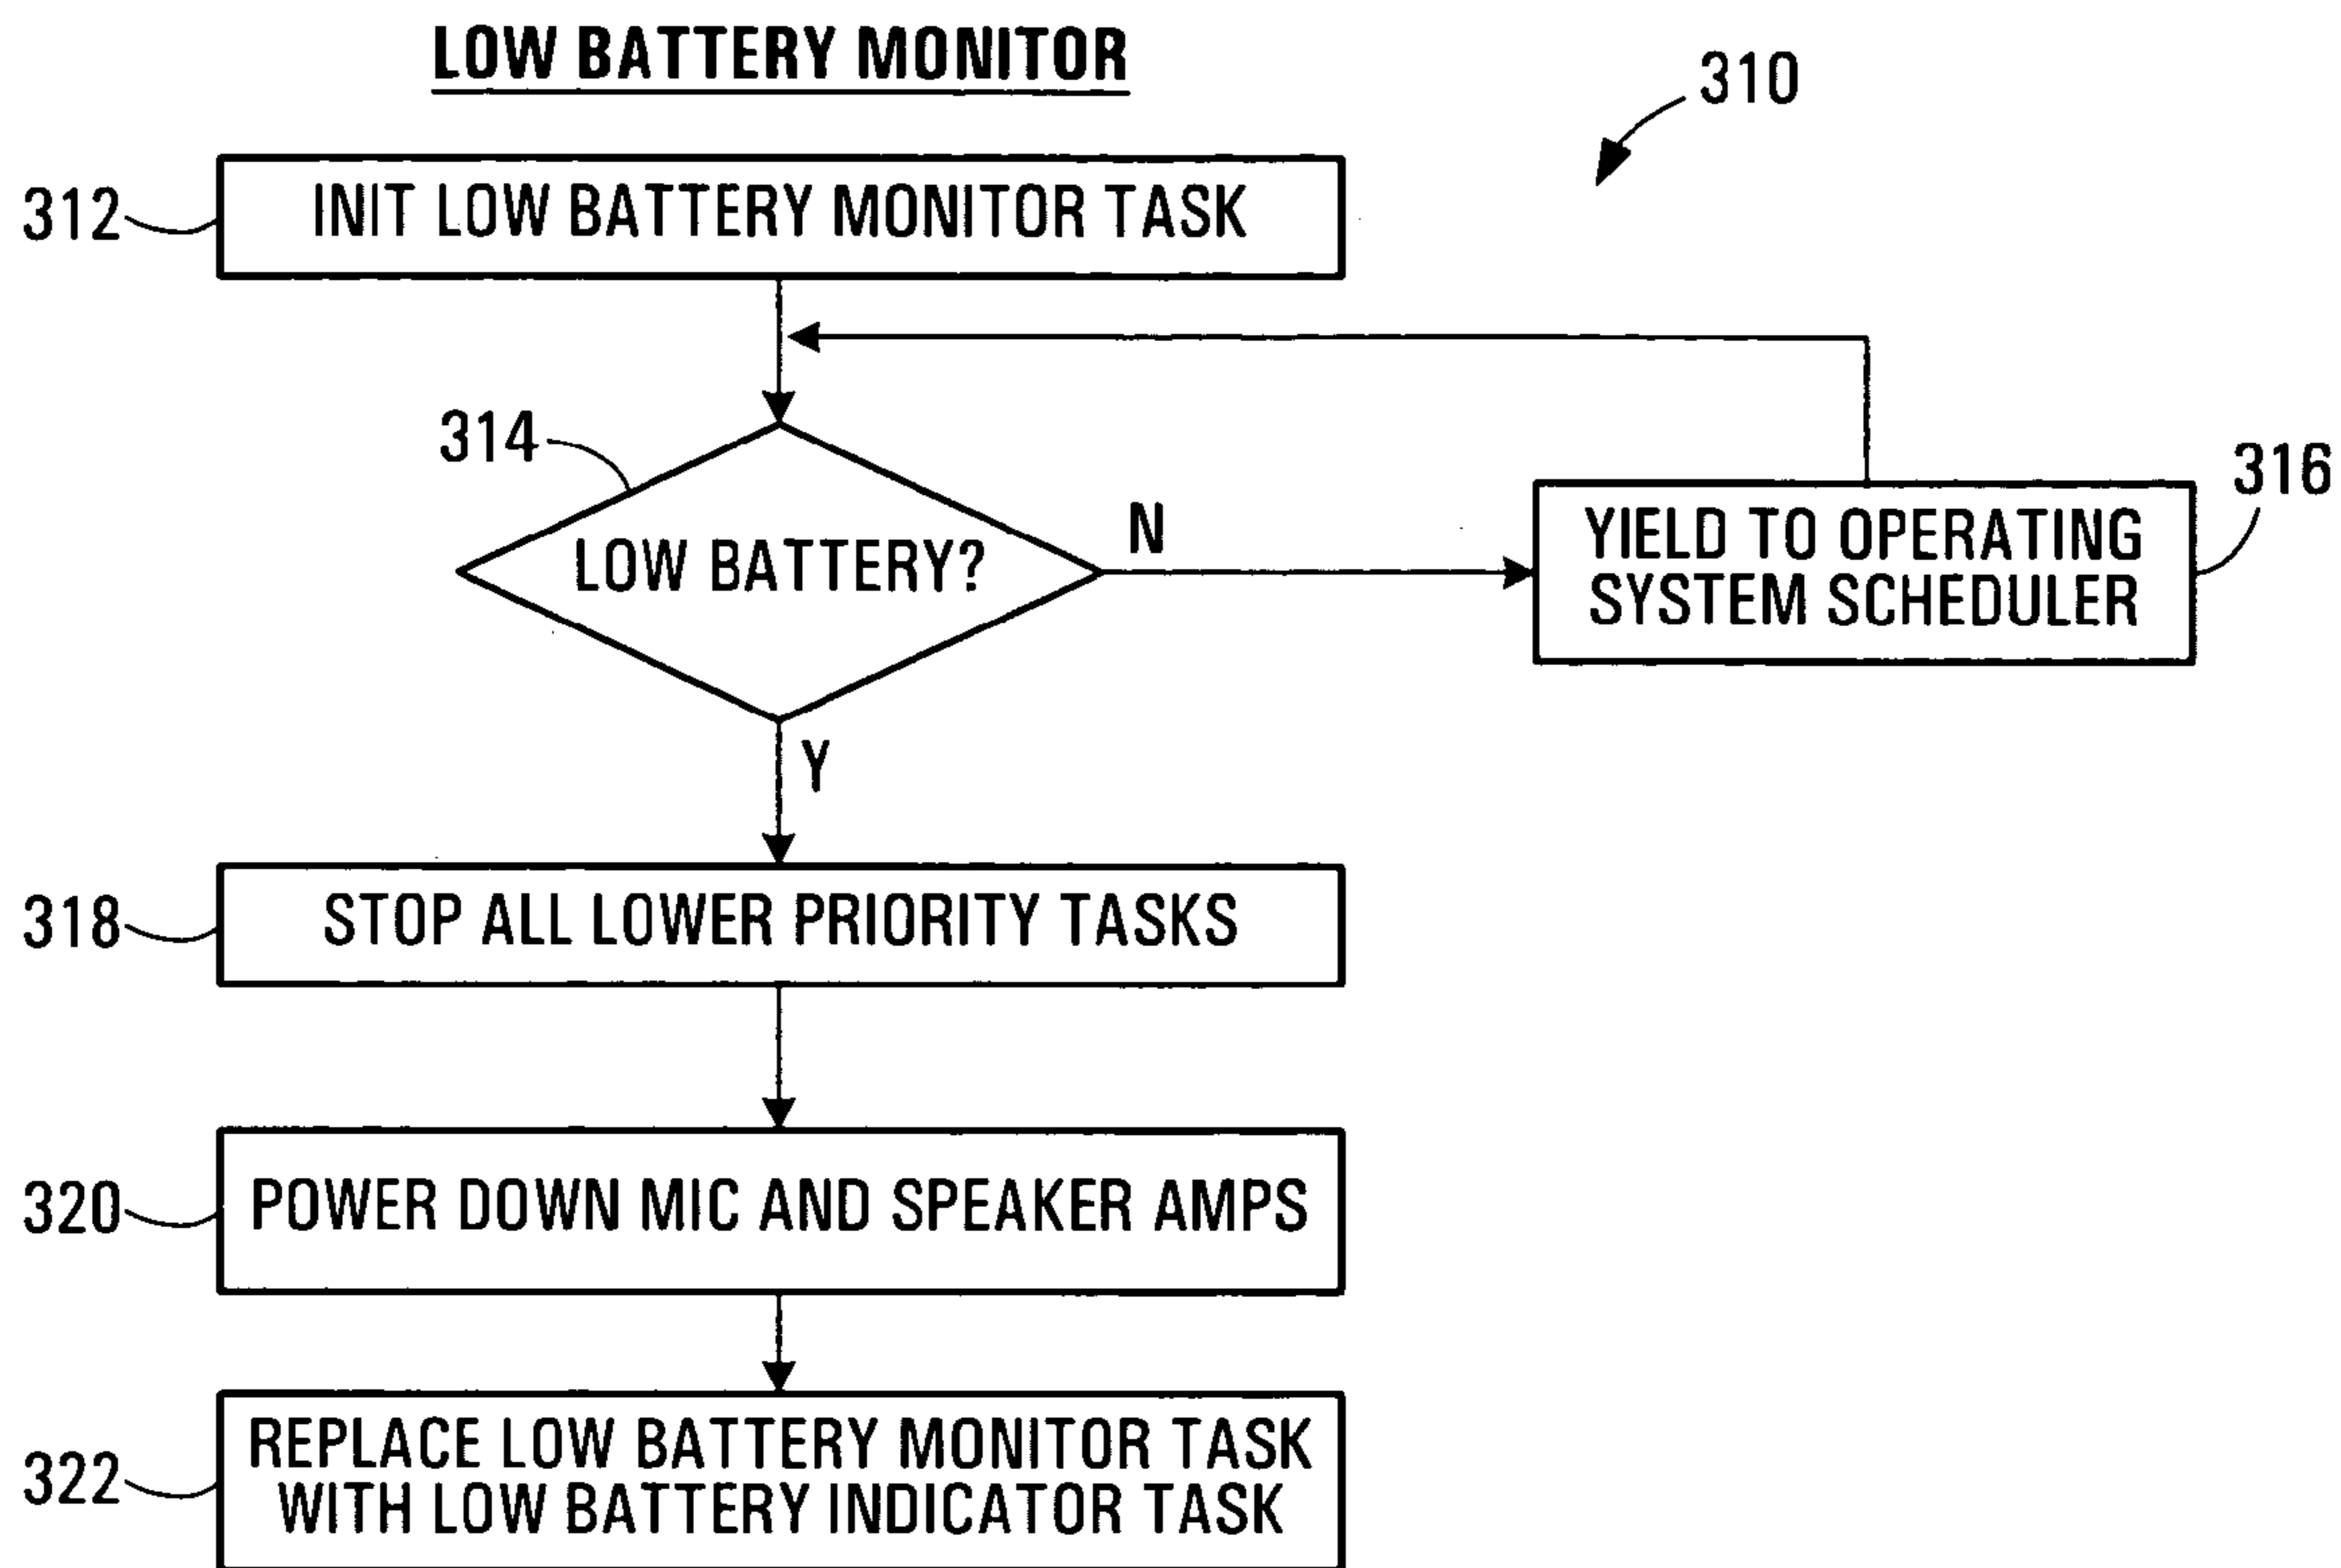 LOW BATTERY MONITOR
310
312
INIT LOW BATTERY MONITOR TASK
314
LOW BATTERY?
N
316
YIELD TO OPERATING
SYSTEM SCHEDULER
Y
318
STOP ALL LOWER PRIORITY TASKS
320
POWER DOWN MIC AND SPEAKER AMPS
322
REPLACE LOW BATTERY MONITOR TASK
WITH LOW BATTERY INDICATOR TASK